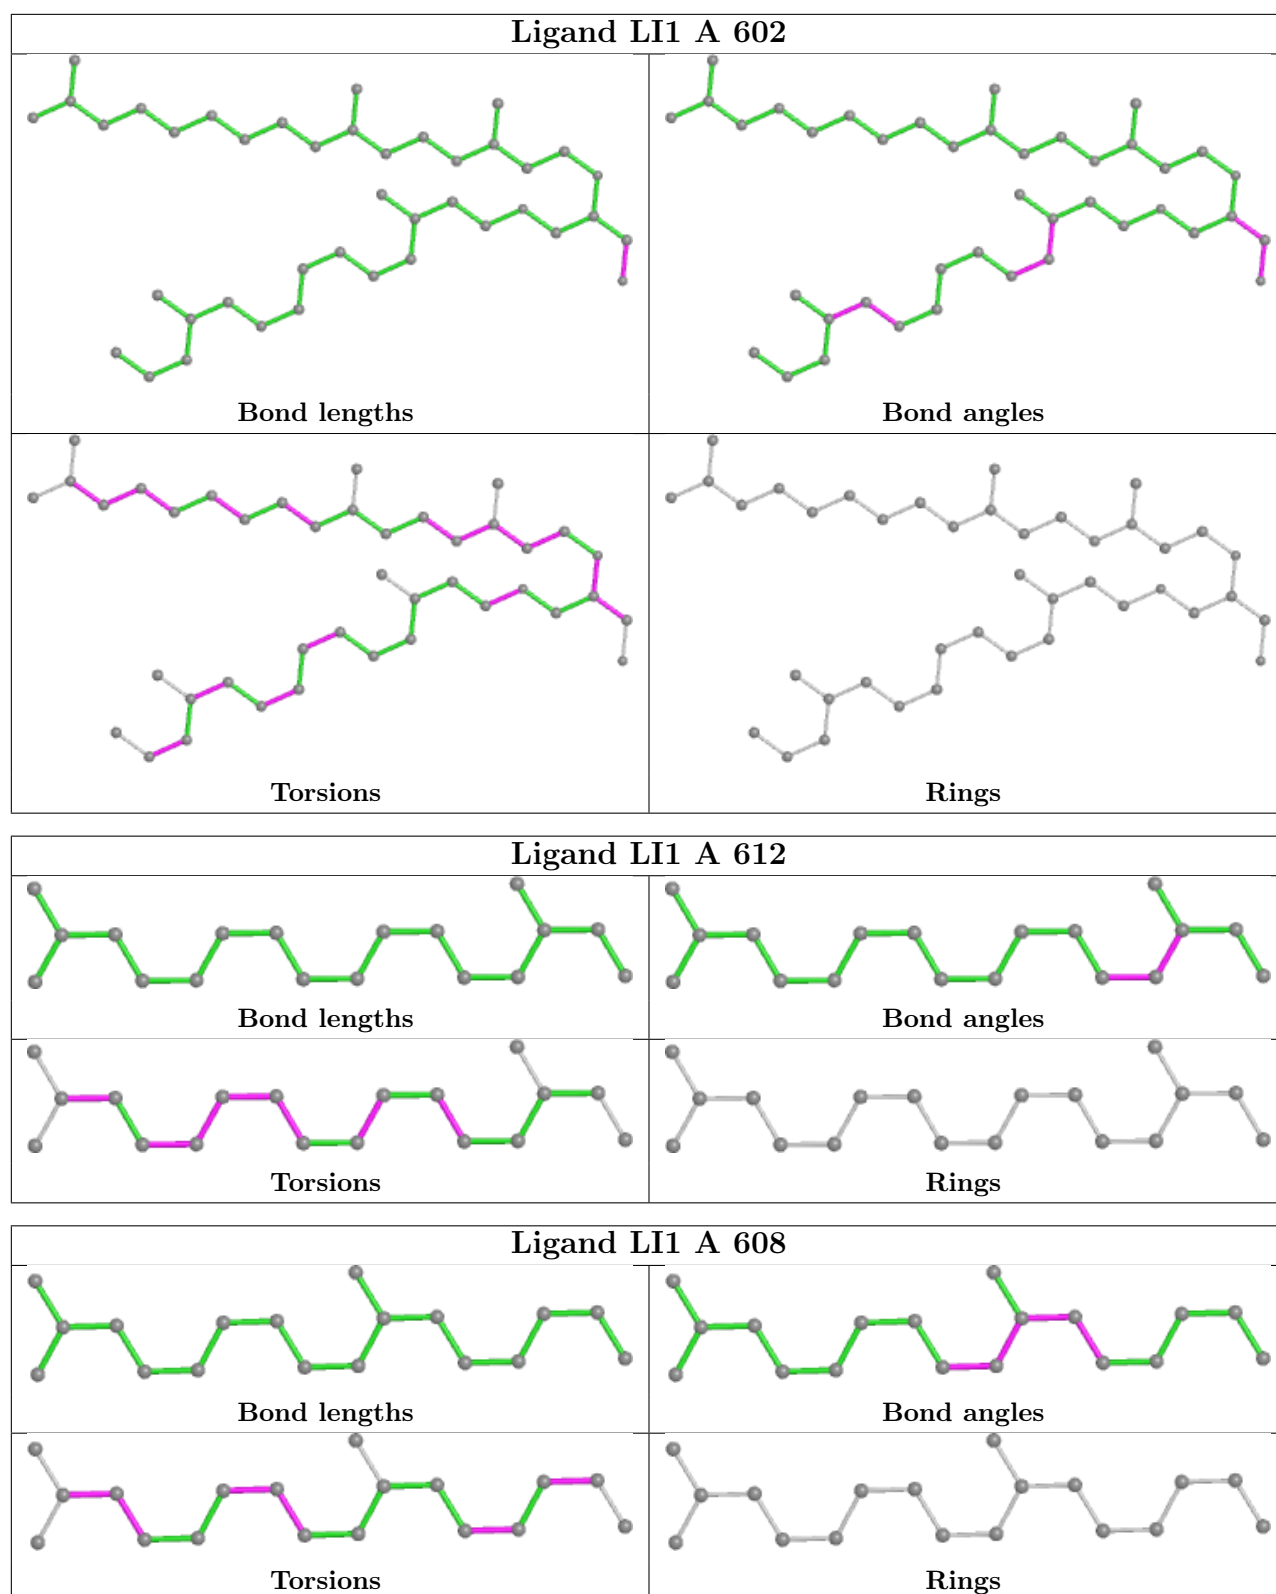 Ligand LI1 A 602
Bond lengths
Bond angles
Torsions
Rings
Ligand LI1 A 612
Bond lengths
Bond angles
Torsions
Rings
Ligand LI1 A 608
Bond lengths
Bond angles
Torsions
Rings